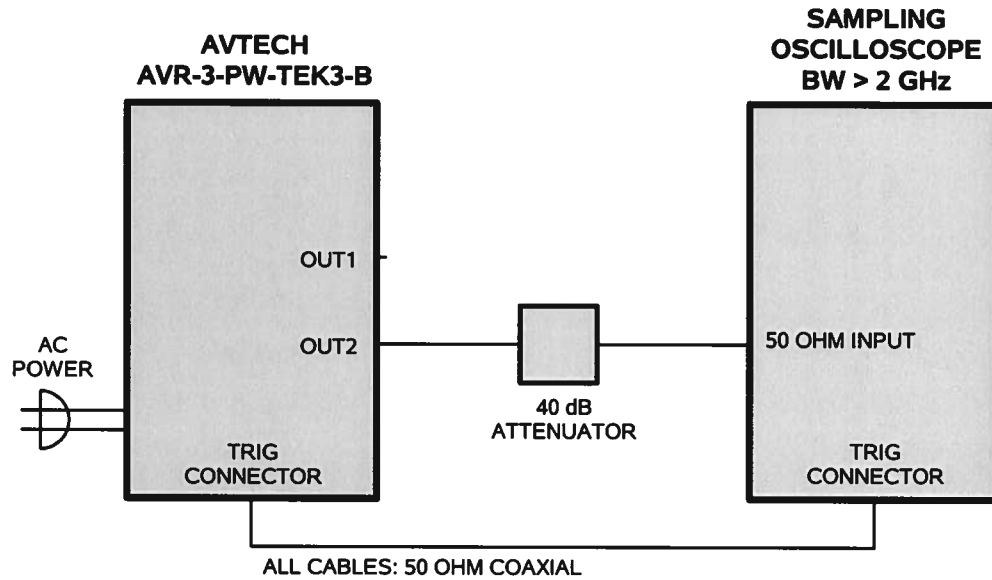 AVTECH
AVR-3-PW-TEK3-B
SAMPLING
OSCILLOSCOPE
BW > 2 GHz
OUT1
OUT2
50 OHM INPUT
AC
POWER
40 dB
ATTENUATOR
TRIG
CONNECTOR
TRIG
CONNECTOR
ALL CABLES: 50 OHM COAXIAL